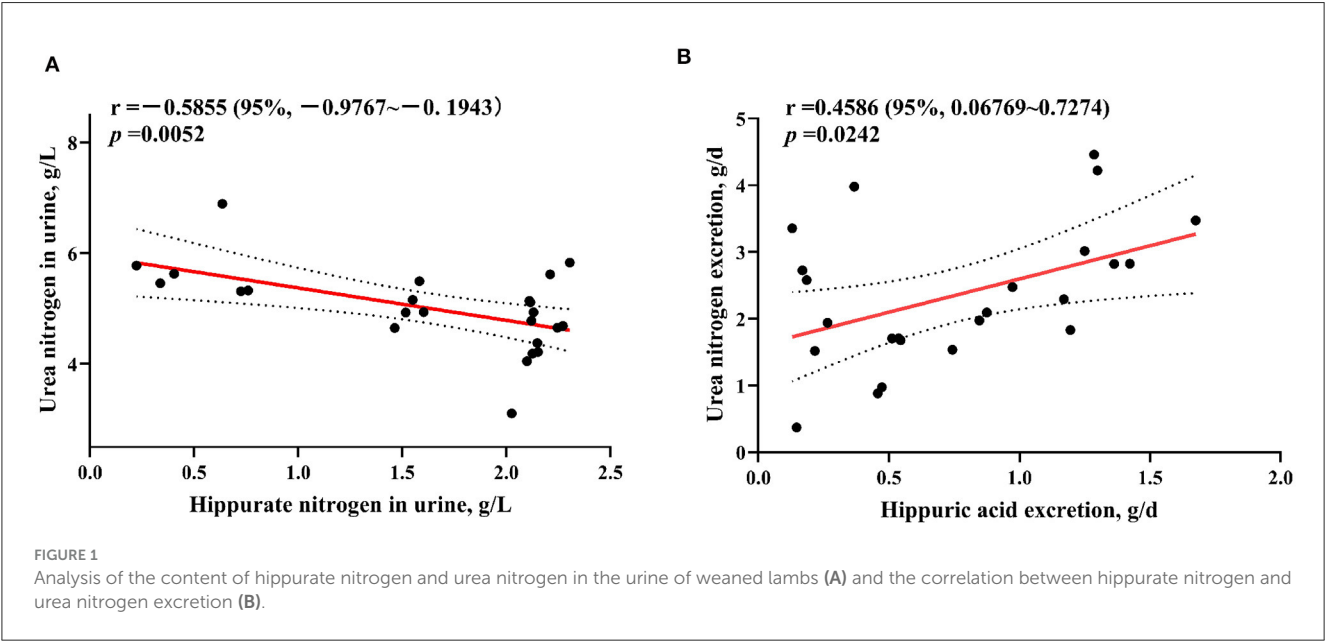 A
r =－0.5855 (95%, －0.9767~－0. 1943）
p =0.0052
Urea nitrogen in urine, g/L
8
6
4
0.0 0.5 1.0 1.5 2.0 2.5
Hippurate nitrogen in urine, g/L
B
r =0.4586 (95%, 0.06769~0.7274)
p =0.0242
Urea nitrogen excretion, g/d
5
4
3
2
1
0
0.0 0.5 1.0 1.5 2.0
Hippuric acid excretion, g/d
FIGURE 1
Analysis of the content of hippurate nitrogen and urea nitrogen in the urine of weaned lambs (A) and the correlation between hippurate nitrogen and
urea nitrogen excretion (B).